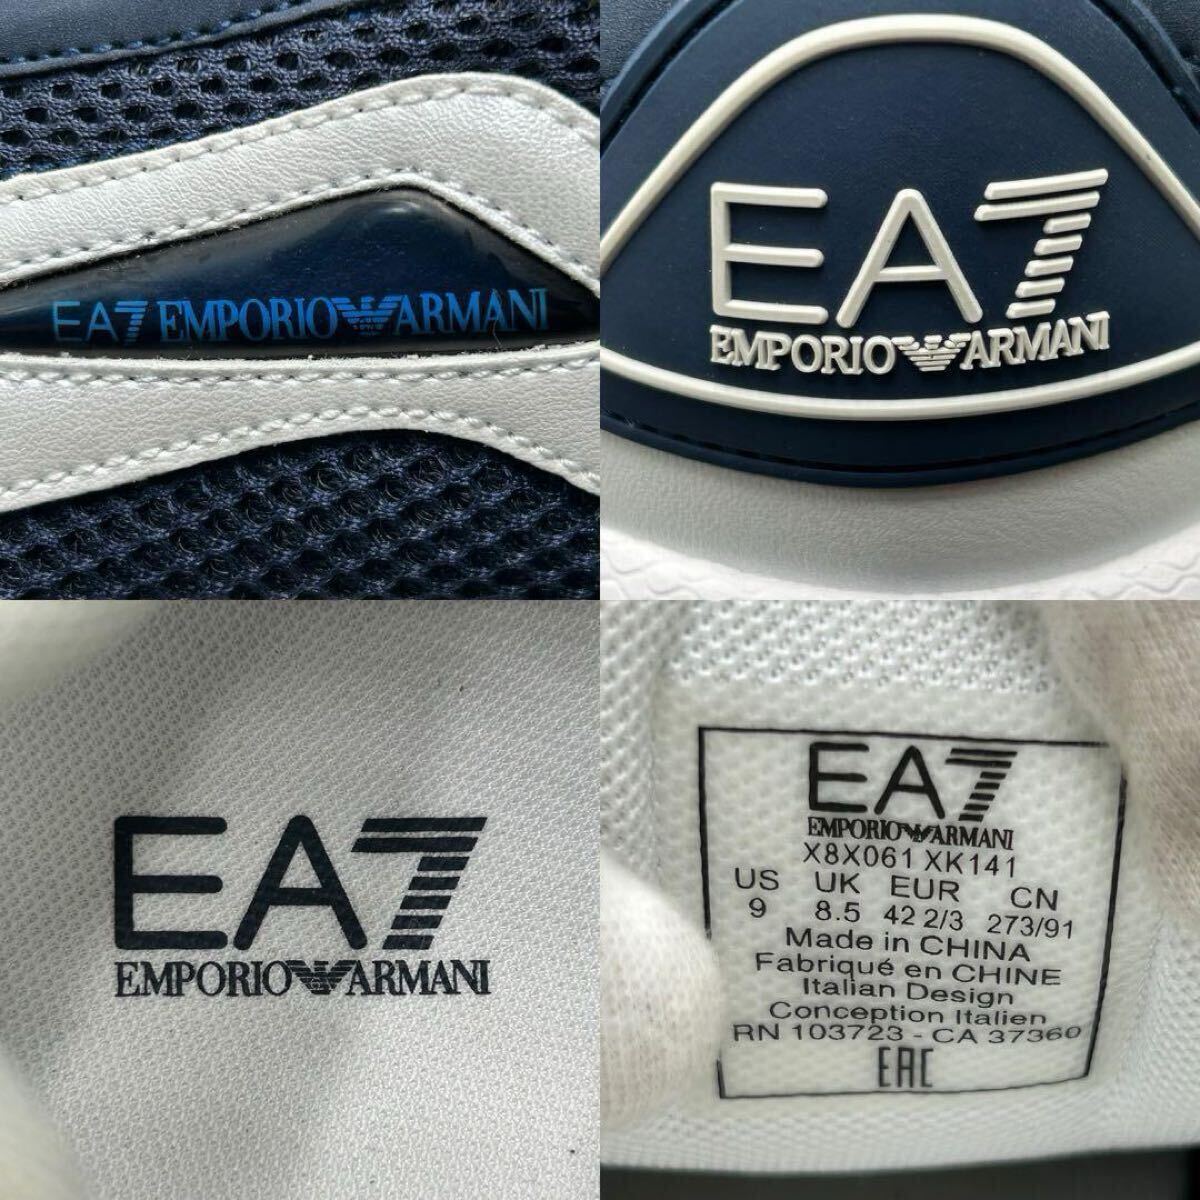 EA7 EMPORIO ARMANI
EA7
EMPORIO ARMANI
EA7
EMPORIO ARMANI
EA7
EMPORIO ARMANI
X8X061 XK141
US UK EUR CN
9 8.5 42 2/3 273/91
Made in CHINA
Fabriqué en CHINE
Italian Design
Conception Italien
RN 103723 - CA 37360
EAC